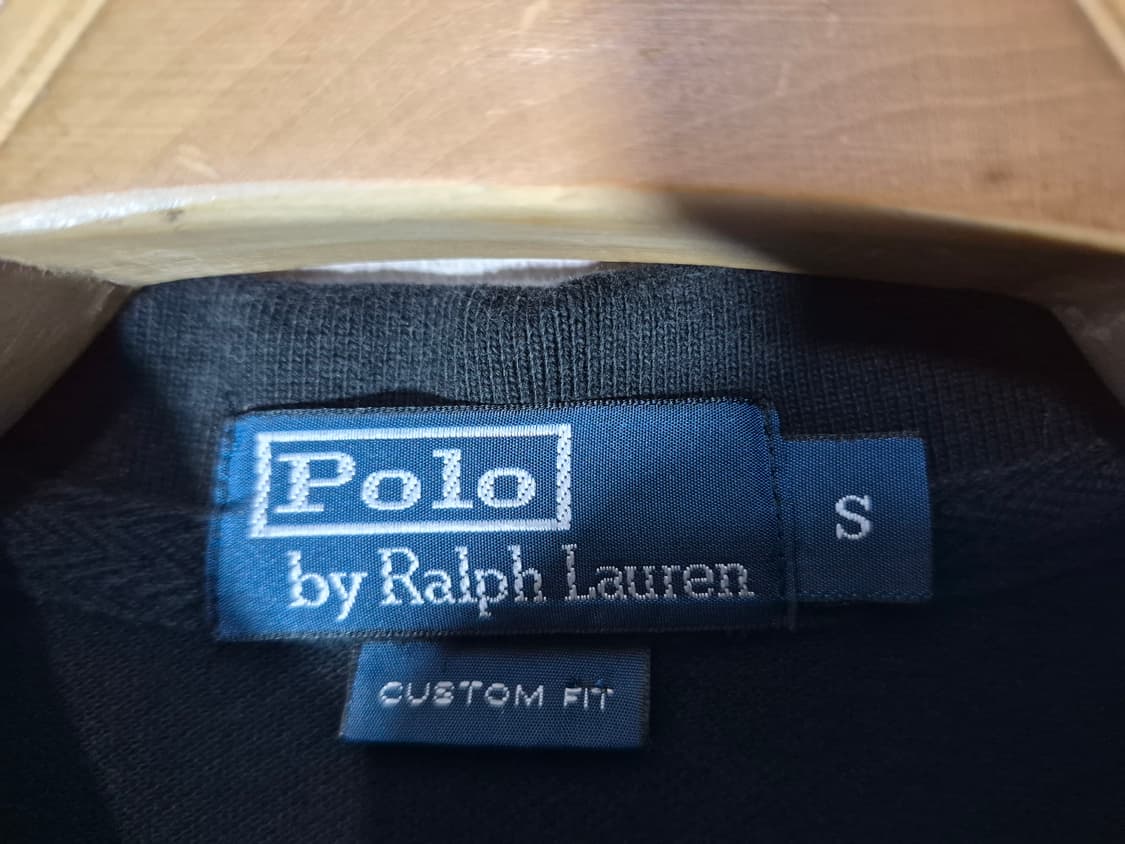 Polo
by Ralph Lauren
S
CUSTOM FIT